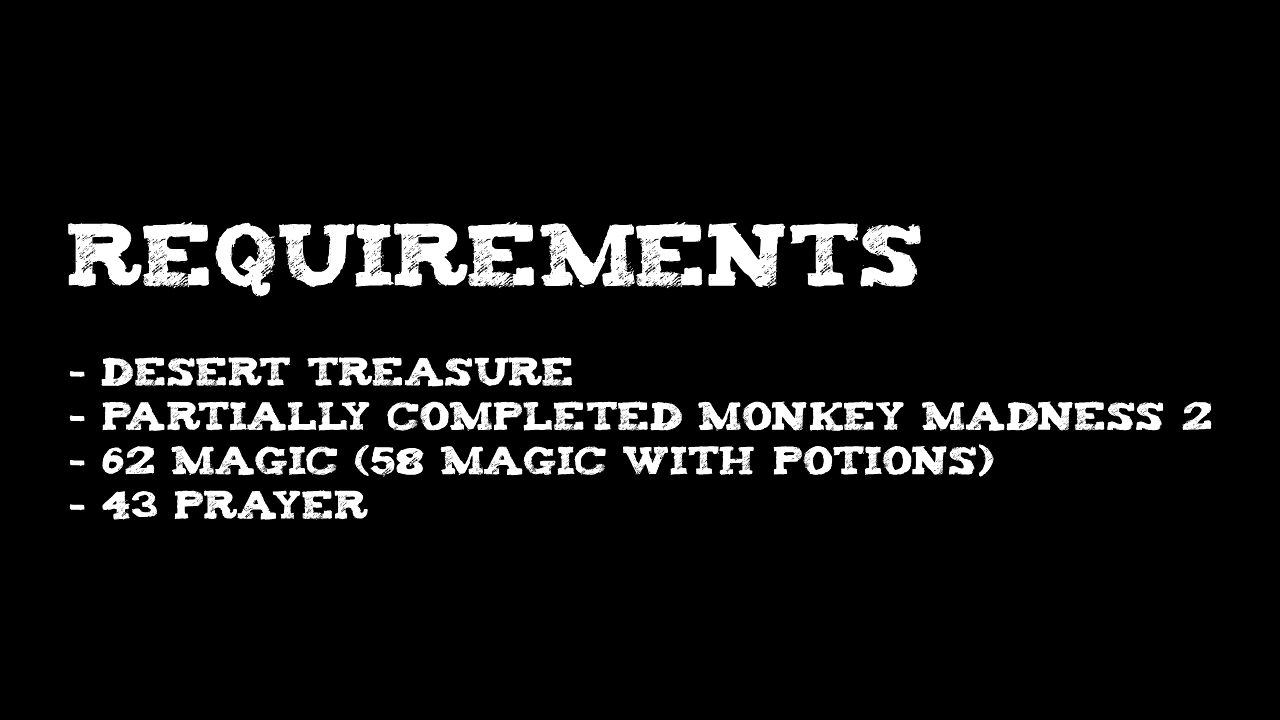 REQUIREMENTS
- DESERT TREASURE
- PARTIALLY COMPLETED MONKEY MADNESS 2
- 62 MAGIC (58 MAGIC WITH POTIONS)
- 43 PRAYER